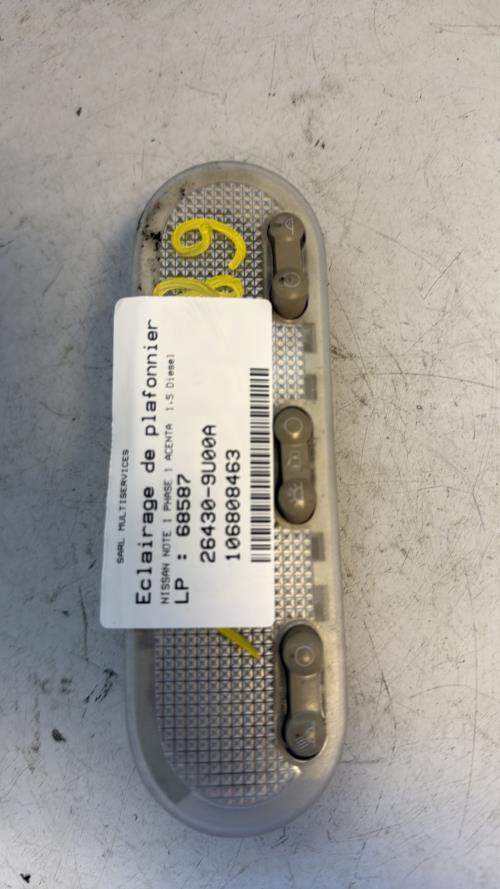 SARL MULTISERVICES
Eclairage de plafonnier
NISSAN NOTE 1 PHASE 1 ACENTA 1.5 Diesel
LP : 68587
26430-9U00A
106808463